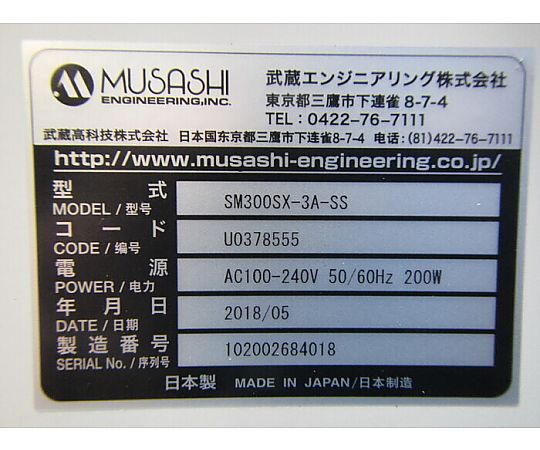 MUSASHI
ENGINEERING,INC.
武蔵エンジニアリング株式会社
東京都三鷹市下連雀 8-7-4
TEL : 0422-76-7111
武蔵高科技株式会社 日本国东京都三鹰市下连雀8-7-4 电话:(81)422-76-7111
http://www.musashi-engineering.co.jp/
型 式
MODEL / 型号
SM300SX-3A-SS
コード
CODE / 编号
U0378555
電 源
POWER / 电力
AC100-240V 50/60Hz 200W
年 月 日
DATE / 日期
2018/05
製造番号
SERIAL No. / 序列号
102002684018
日本製 MADE IN JAPAN/日本制造